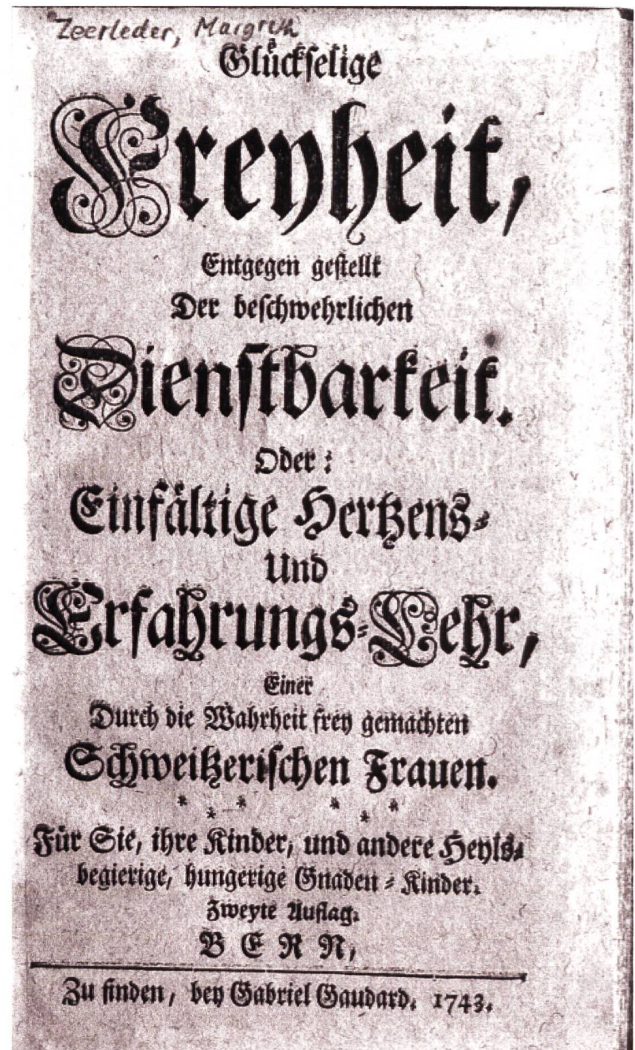 Zeerleder, Margreth
Glückselige
Freyheit,
Entgegen gestellt
Der beschwehrlichen
Dienstbarkeit.
Oder:
Einfältige Hertzens-
Und
Erfahrungs-Lehr,
Einer
Durch die Wahrheit frey gemachten
Schweitzerischen Frauen.
* * * * * *
Für Sie, ihre Kinder, und andere Heyls-
begierige, hungerige Gnaden-Kinder.
Zweyte Auflag.
BERN,
Zu finden, bey Gabriel Gaudard. 1743.